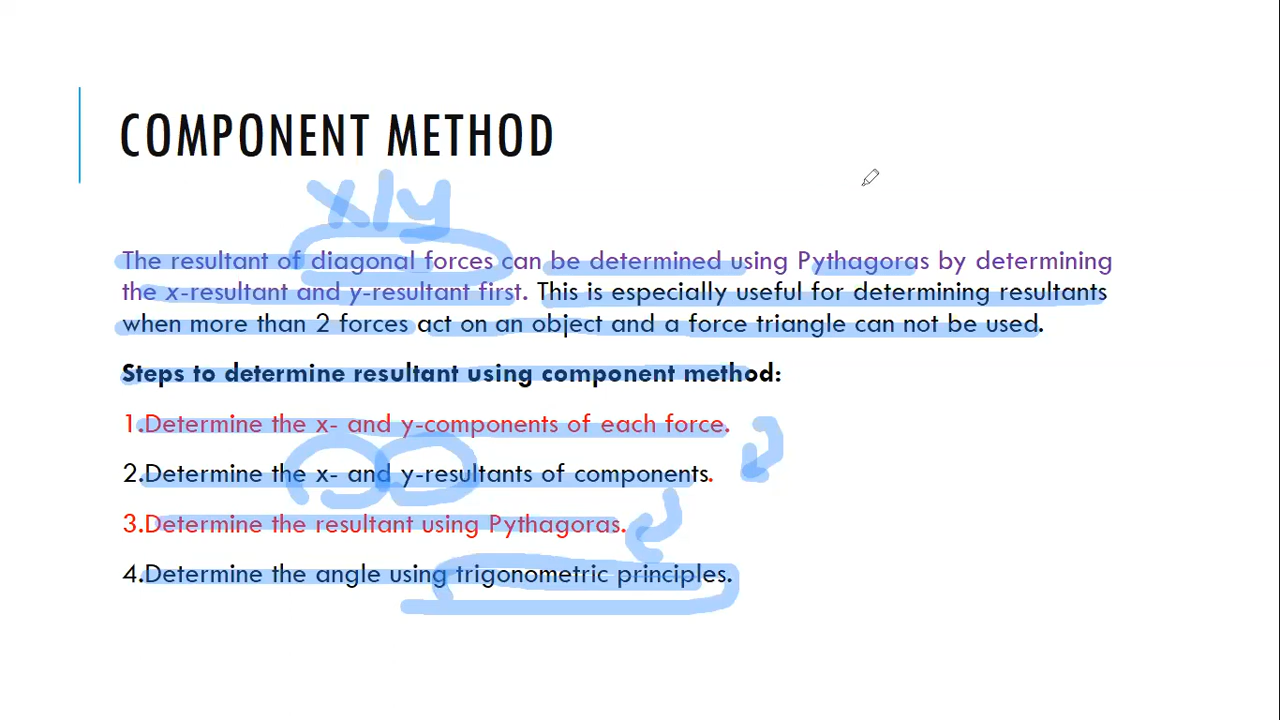 COMPONENT METHOD
x/y
The resultant of diagonal forces can be determined using Pythagoras by determining
the x-resultant and y-resultant first. This is especially useful for determining resultants
when more than 2 forces act on an object and a force triangle can not be used.
Steps to determine resultant using component method:
1.Determine the x- and y-components of each force.
2.Determine the x- and y-resultants of components.
3.Determine the resultant using Pythagoras.
4.Determine the angle using trigonometric principles.